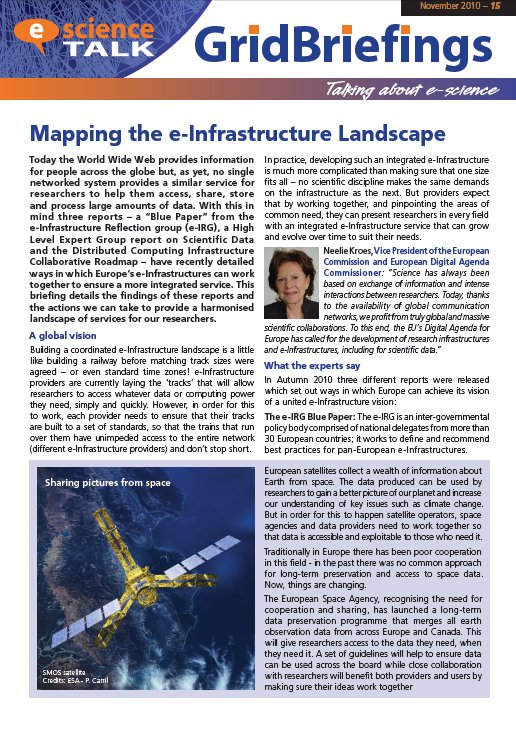 November 2010 – 15
e science
TALK
GridBriefings
Talking about e-science
Mapping the e-Infrastructure Landscape
Today the World Wide Web provides information
for people across the globe but, as yet, no single
networked system provides a similar service for
researchers to help them access, share, store
and process large amounts of data. With this in
mind three reports – a “Blue Paper” from the
e-Infrastructure Reflection group (e-IRG), a High
Level Expert Group report on Scientific Data
and the Distributed Computing Infrastructure
Collaborative Roadmap – have recently detailed
ways in which Europe’s e-Infrastructures can work
together to ensure a more integrated service. This
briefing details the findings of these reports and
the actions we can take to provide a harmonised
landscape of services for our researchers.
A global vision
Building a coordinated e-Infrastructure landscape is a little
like building a railway before matching track sizes were
agreed – or even standard time zones! e-Infrastructure
providers are currently laying the ‘tracks’ that will allow
researchers to access whatever data or computing power
they need, simply and quickly. However, in order for this
to work, each provider needs to ensure that their tracks
are built to a set of standards, so that the trains that run
over them have unimpeded access to the entire network
(different e-Infrastructure providers) and don’t stop short.
In practice, developing such an integrated e-Infrastructure
is much more complicated than making sure that one size
fits all – no scientific discipline makes the same demands
on the infrastructure as the next. But providers expect
that by working together, and pinpointing the areas of
common need, they can present researchers in every field
with an integrated e-Infrastructure service that can grow
and evolve over time to suit their needs.
Neelie Kroes, Vice President of the European
Commission and European Digital Agenda
Commissioner: “Science has always been
based on exchange of information and intense
interactions between researchers. Today, thanks
to the availability of global communication
networks, we profit from truly global and massive
scientific collaborations. To this end, the EU’s Digital Agenda for
Europe has called for the development of research infrastructures
and e-Infrastructures, including for scientific data.”
What the experts say
In Autumn 2010 three different reports were released
which set out ways in which Europe can achieve its vision
of a united e-Infrastructure:
The e-IRG Blue Paper: The e-IRG is an inter-governmental
policy body comprised of national delegates from more than
30 European countries; it works to define and recommend
best practices for pan-European e-Infrastructures.
Sharing pictures from space
SMOS satellite
Credits: ESA - P. Carril
European satellites collect a wealth of information about
Earth from space. The data produced can be used by
researchers to gain a better picture of our planet and increase
our understanding of key issues such as climate change.
But in order for this to happen satellite operators, space
agencies and data providers need to work together so
that data is accessible and exploitable to those who need it.
Traditionally in Europe there has been poor cooperation
in this field - in the past there was no common approach
for long-term preservation and access to space data.
Now, things are changing.
The European Space Agency, recognising the need for
cooperation and sharing, has launched a long-term
data preservation programme that merges all earth
observation data from across Europe and Canada. This
will give researchers access to the data they need, when
they need it. A set of guidelines will help to ensure data
can be used across the board while close collaboration
with researchers will benefit both providers and users by
making sure their ideas work together